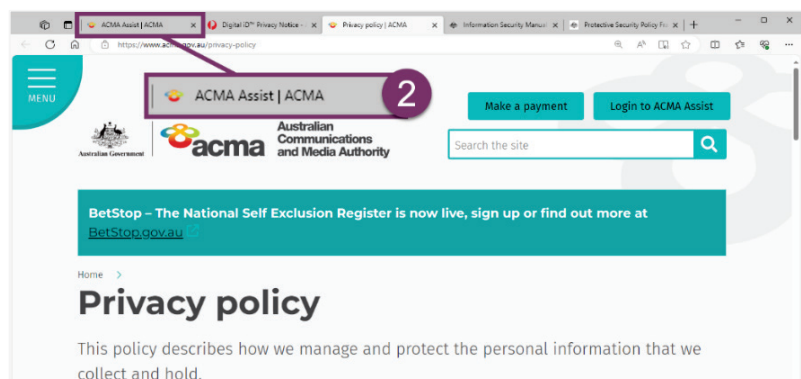 ACMA Assist | ACMA
Digital ID™ Privacy Notice -
Privacy policy | ACMA
Information Security Manual
Protective Security Policy
https://www.acma.gov.au/privacy-policy
MENU
ACMA Assist | ACMA
2
Make a payment
Login to ACMA Assist
Australian Government
acma
Australian
Communications
and Media Authority
Search the site
BetStop – The National Self Exclusion Register is now live, sign up or find out more at
BetStop.gov.au
Home >
Privacy policy
This policy describes how we manage and protect the personal information that we
collect and hold.